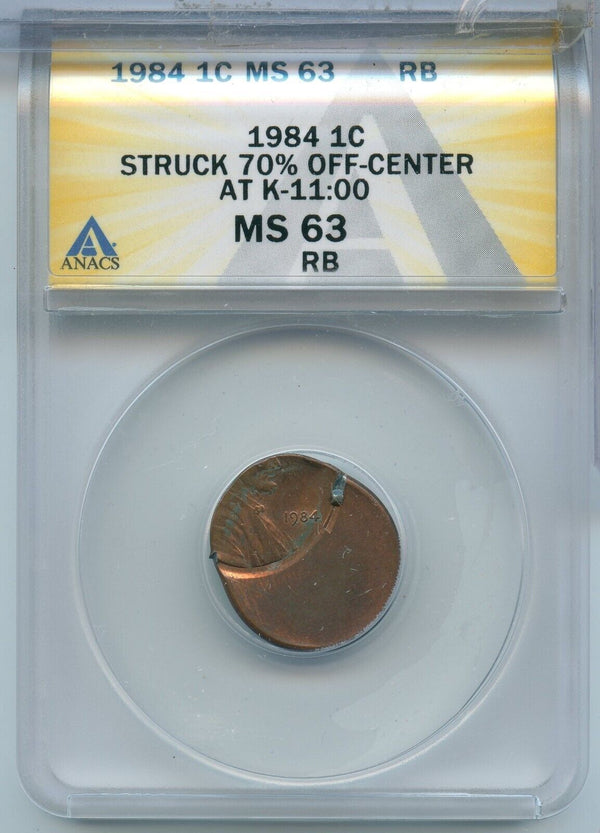 1984 1C MS 63 RB
1984 1C
STRUCK 70% OFF-CENTER
AT K-11:00
MS 63
RB
ANACS
1984